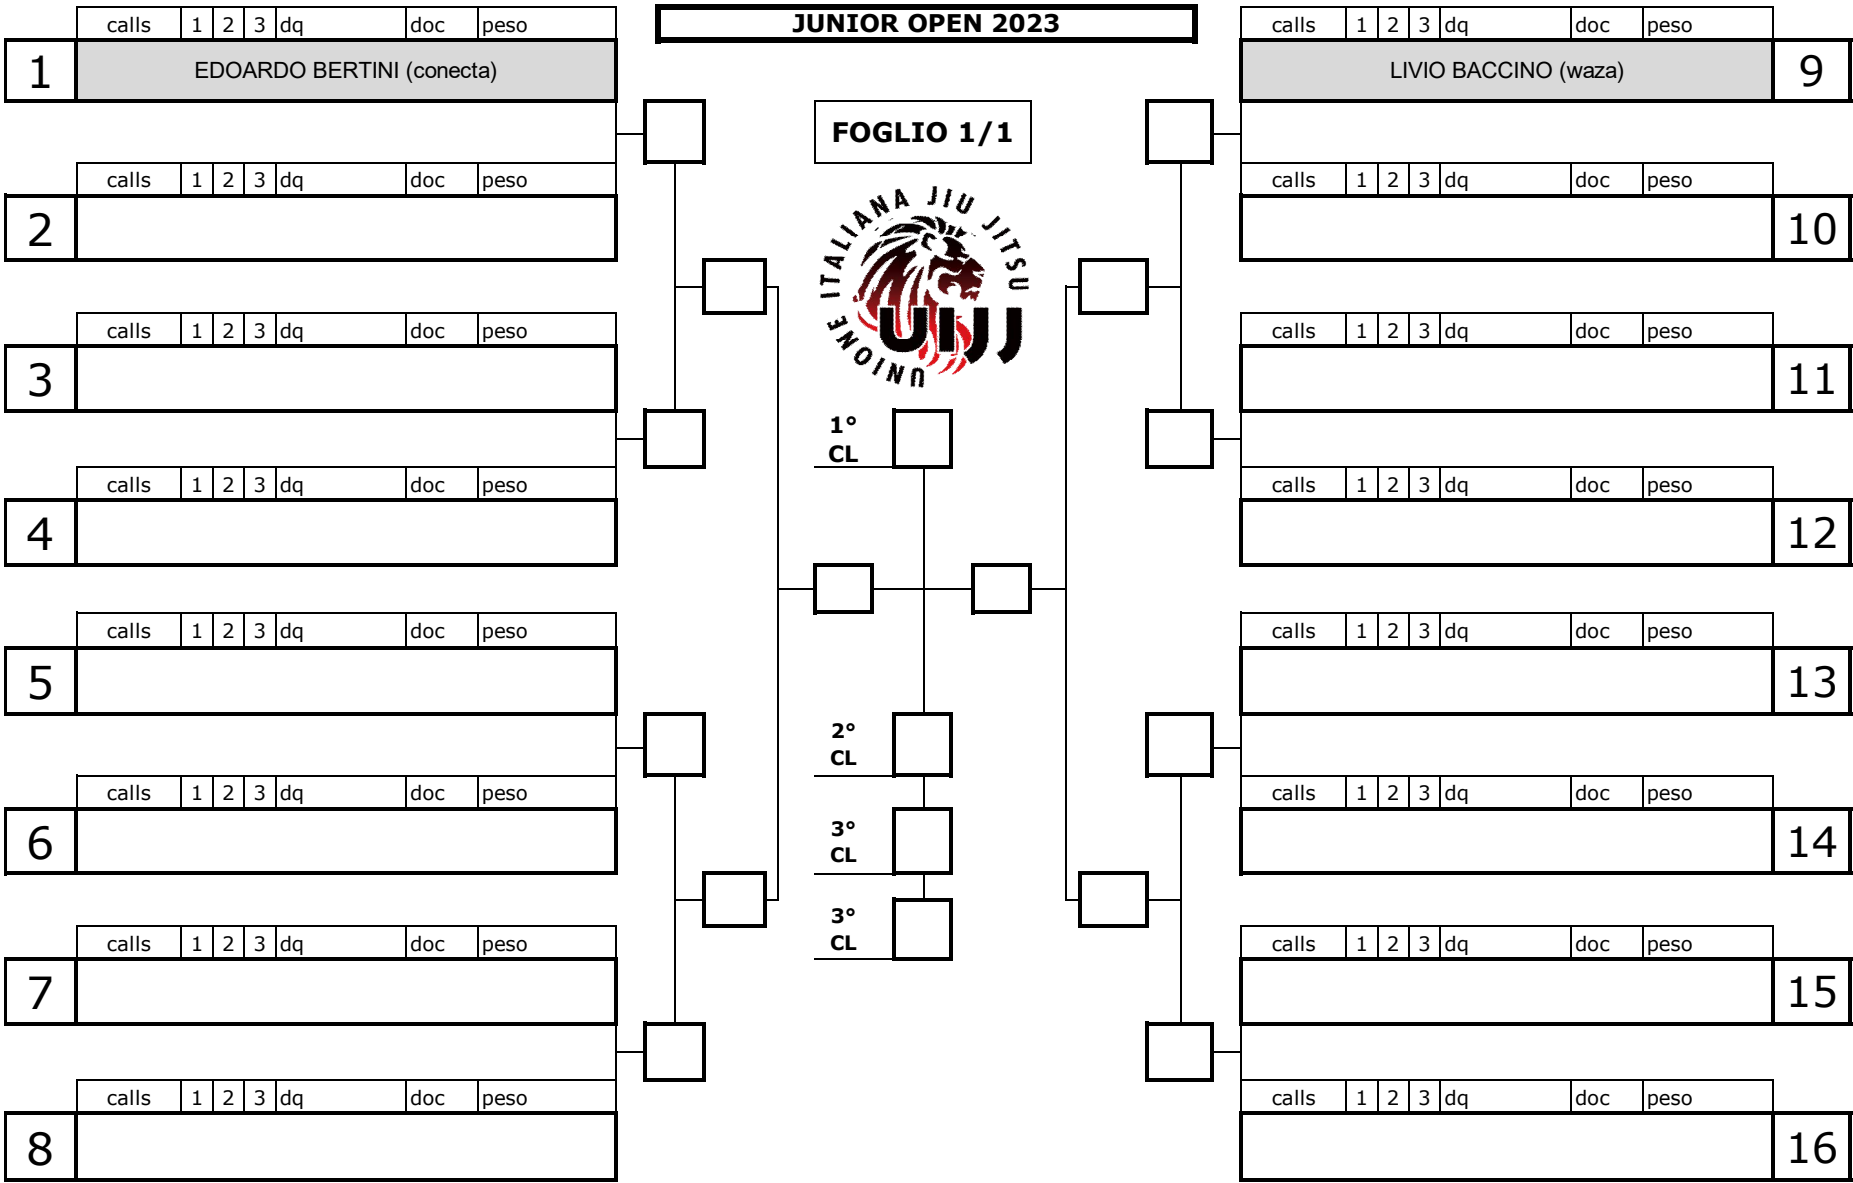 JUNIOR OPEN 2023
FOGLIO 1/1
UNIONE ITALIANA JIU JITSU
UIJJ
calls 1 2 3 dq doc peso
1 EDOARDO BERTINI (conecta)
calls 1 2 3 dq doc peso
2
calls 1 2 3 dq doc peso
3
calls 1 2 3 dq doc peso
4
calls 1 2 3 dq doc peso
5
calls 1 2 3 dq doc peso
6
calls 1 2 3 dq doc peso
7
calls 1 2 3 dq doc peso
8
1°
CL
2°
CL
3°
CL
3°
CL
calls 1 2 3 dq doc peso
LIVIO BACCINO (waza) 9
calls 1 2 3 dq doc peso
10
calls 1 2 3 dq doc peso
11
calls 1 2 3 dq doc peso
12
calls 1 2 3 dq doc peso
13
calls 1 2 3 dq doc peso
14
calls 1 2 3 dq doc peso
15
calls 1 2 3 dq doc peso
16